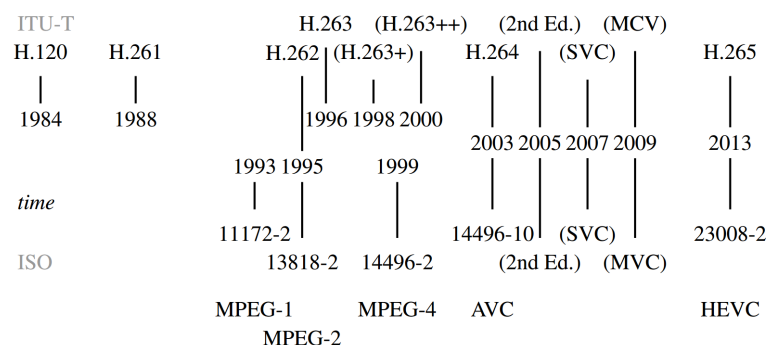 ITU-T H.263 (H.263++) (2nd Ed.) (MCV)
H.120 H.261 H.262 (H.263+) H.264 (SVC) H.265
1984 1988 1996 1998 2000
2003 2005 2007 2009 2013
1993 1995 1999
time
11172-2 14496-10 (SVC) 23008-2
ISO 13818-2 14496-2 (2nd Ed.) (MVC)
MPEG-1 MPEG-4 AVC HEVC
MPEG-2